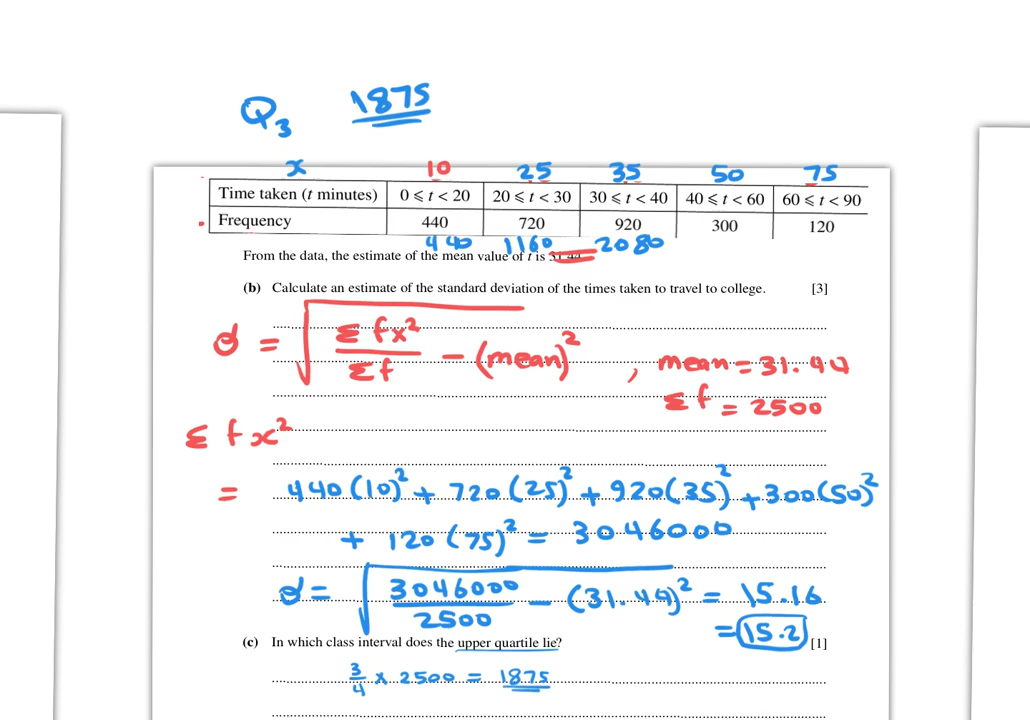 Q3 1875
x 10 25 35 50 75
Time taken (t minutes) 0 ⩽ t < 20 20 ⩽ t < 30 30 ⩽ t < 40 40 ⩽ t < 60 60 ⩽ t < 90
Frequency 440 720 920 300 120
440 1160 2080
From the data, the estimate of the mean value of t is 31.44.
(b) Calculate an estimate of the standard deviation of the times taken to travel to college. [3]
σ = √(Σfx²/Σf − (mean)²) , mean = 31.44
Σf = 2500
Σfx²
= 440(10)² + 720(25)² + 920(35)² + 300(50)²
+ 120(75)² = 3046000
σ = √(3046000/2500 − (31.44)²) = 15.16
= 15.2
(c) In which class interval does the upper quartile lie? [1]
3/4 × 2500 = 1875